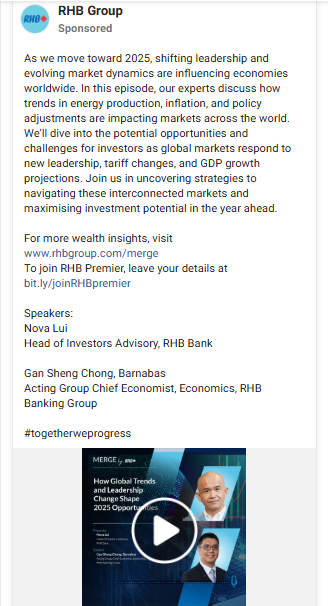 RHB
RHB Group
Sponsored
As we move toward 2025, shifting leadership and
evolving market dynamics are influencing economies
worldwide. In this episode, our experts discuss how
trends in energy production, inflation, and policy
adjustments are impacting markets across the world.
We'll dive into the potential opportunities and
challenges for investors as global markets respond to
new leadership, tariff changes, and GDP growth
projections. Join us in uncovering strategies to
navigating these interconnected markets and
maximising investment potential in the year ahead.
For more wealth insights, visit
www.rhbgroup.com/merge
To join RHB Premier, leave your details at
bit.ly/joinRHBpremier
Speakers:
Nova Lui
Head of Investors Advisory, RHB Bank
Gan Sheng Chong, Barnabas
Acting Group Chief Economist, Economics, RHB
Banking Group
#togetherweprogress
MERGE by RHB
How Global Trends
and Leadership
Change Shape
2025 Opportunities
Nova Lui
Gan Sheng Chong, Barnabas